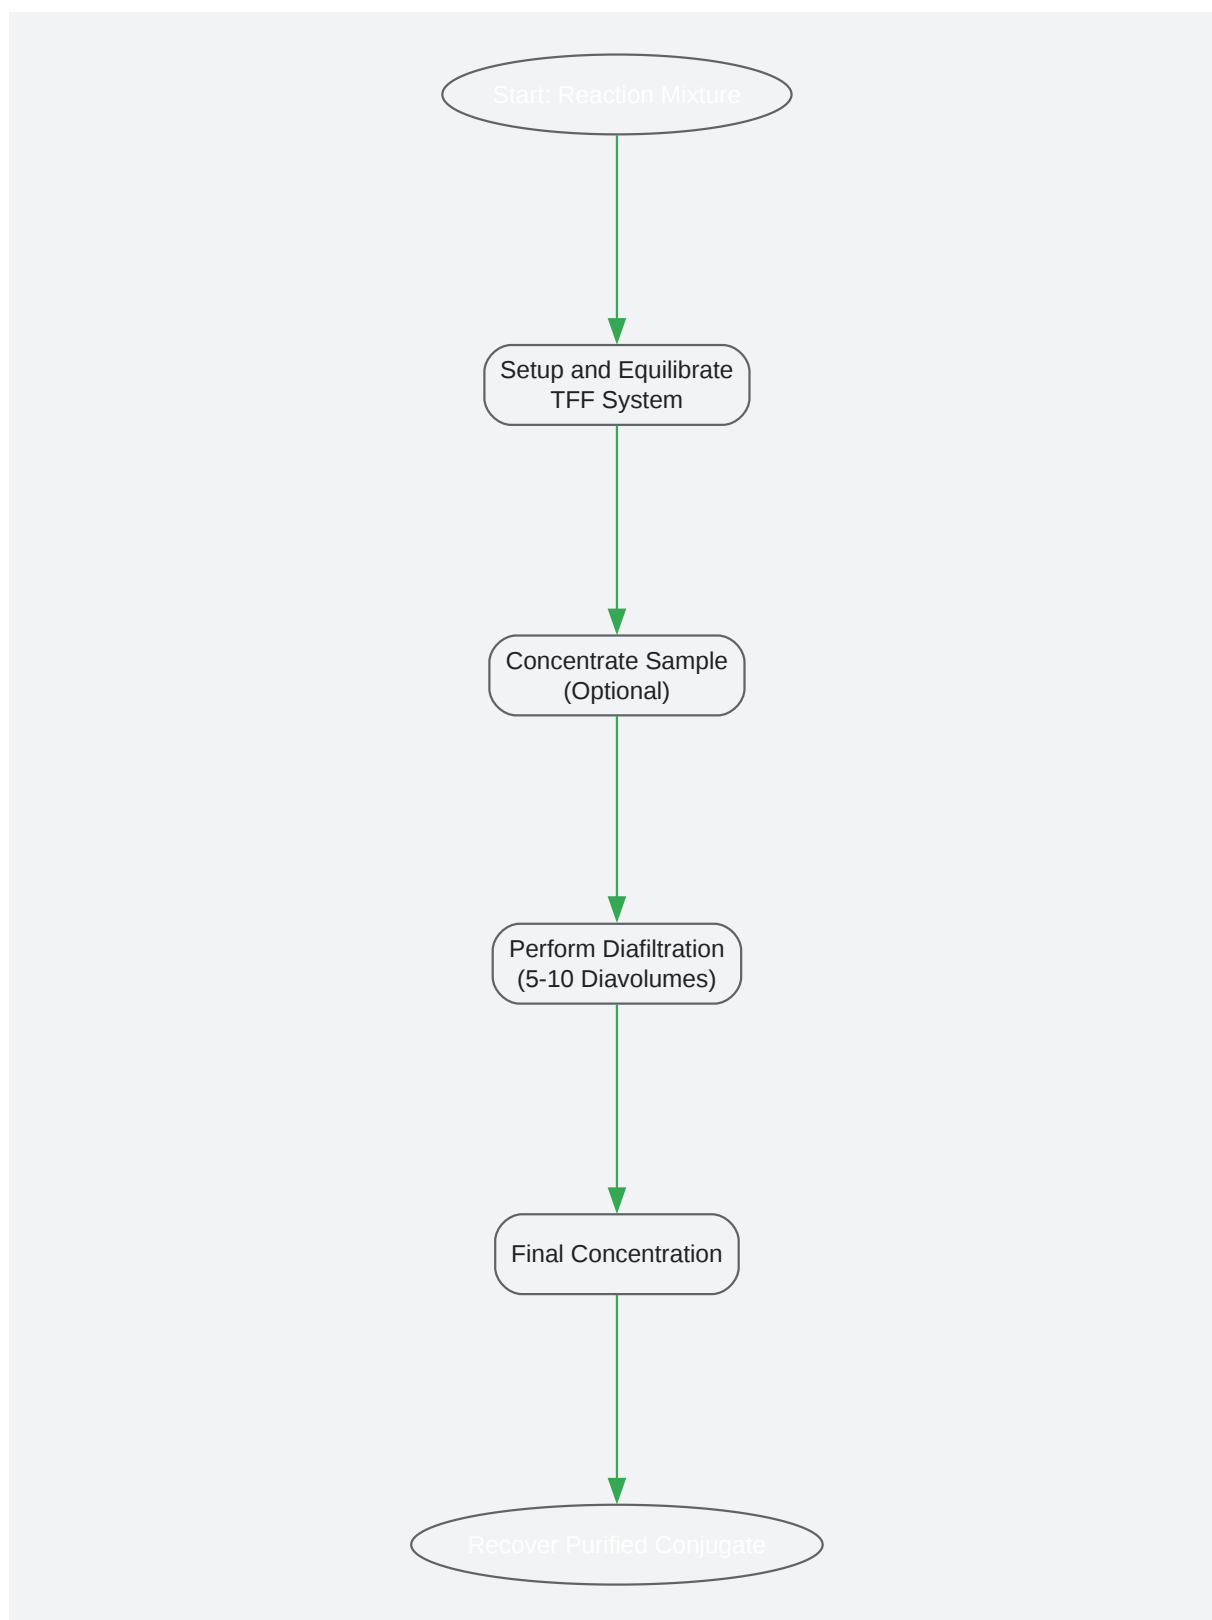 Start: Reaction Mixture
Setup and Equilibrate
TFF System
Concentrate Sample
(Optional)
Perform Diafiltration
(5-10 Diavolumes)
Final Concentration
Recover Purified Conjugate